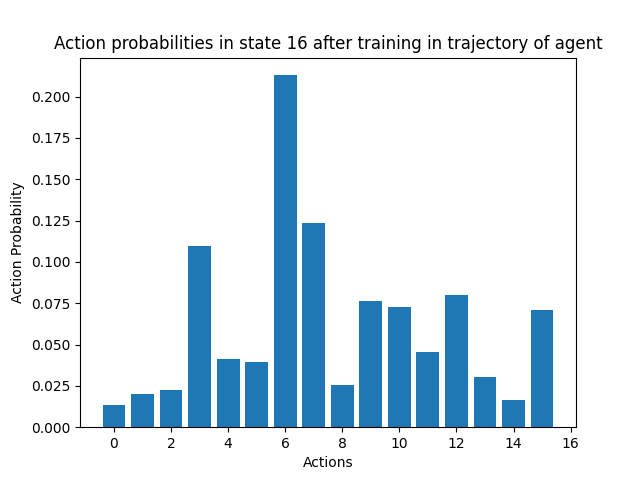 Action probabilities in state 16 after training in trajectory of agent
0.200
0.175
0.150
0.125
0.100
0.075
0.050
0.025
0.000
Action Probability
0 2 4 6 8 10 12 14 16
Actions